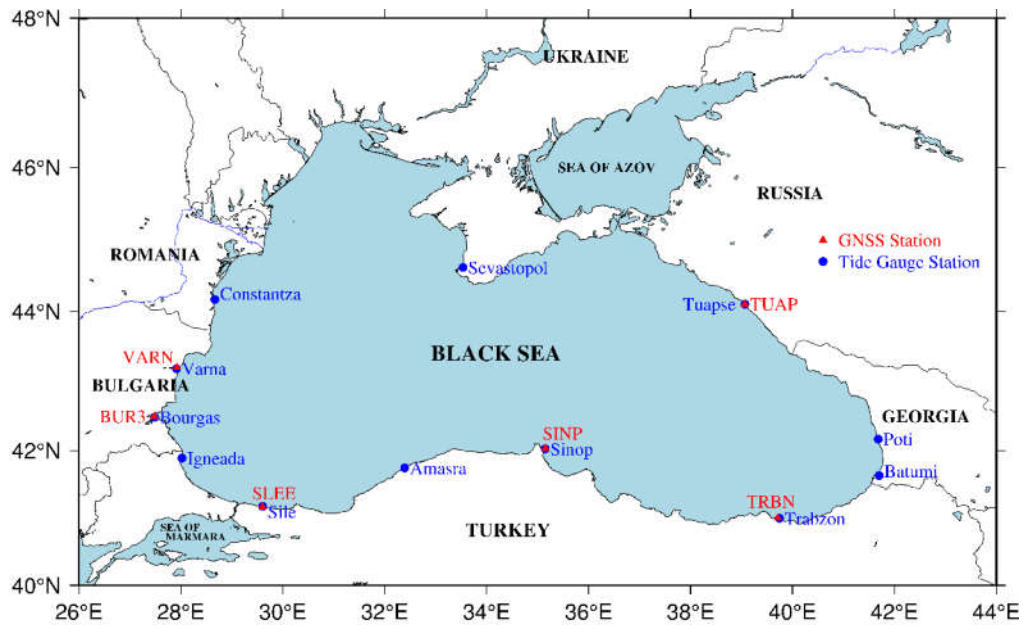 48°N
UKRAINE
46°N
SEA OF AZOV
RUSSIA
ROMANIA
GNSS Station
Sevastopol
Tide Gauge Station
Constantza
Tuapse
TUAP
44°N
VARN
BLACK SEA
Varna
BULGARIA
BUR3
Bourgas
GEORGIA
SINP
Poti
42°N
Sinop
Igneada
Amasra
Batumi
SLEE
TRBN
Sile
Trabzon
SEA OF
MARMARA
TURKEY
40°N
26°E 28°E 30°E 32°E 34°E 36°E 38°E 40°E 42°E 44°E